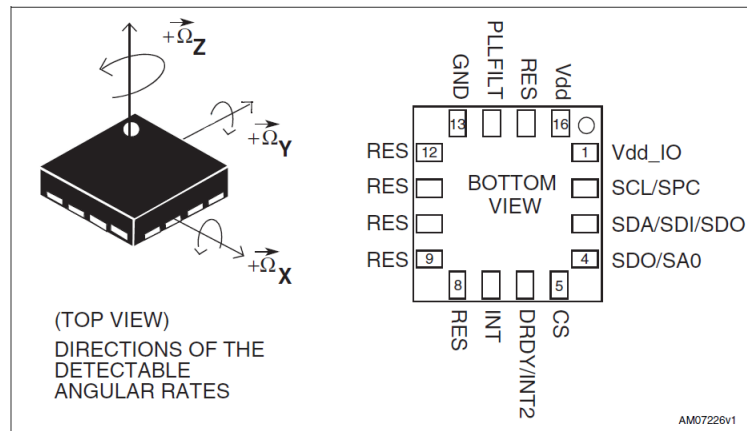 +Ω Z
+Ω Y
+Ω X
(TOP VIEW)
DIRECTIONS OF THE
DETECTABLE
ANGULAR RATES
GND
PLLFILT
RES
Vdd
13
16
RES
12
1
Vdd_IO
RES
SCL/SPC
BOTTOM
VIEW
RES
SDA/SDI/SDO
RES
9
4
SDO/SA0
8
5
RES
INT
DRDY/INT2
CS
AM07226v1